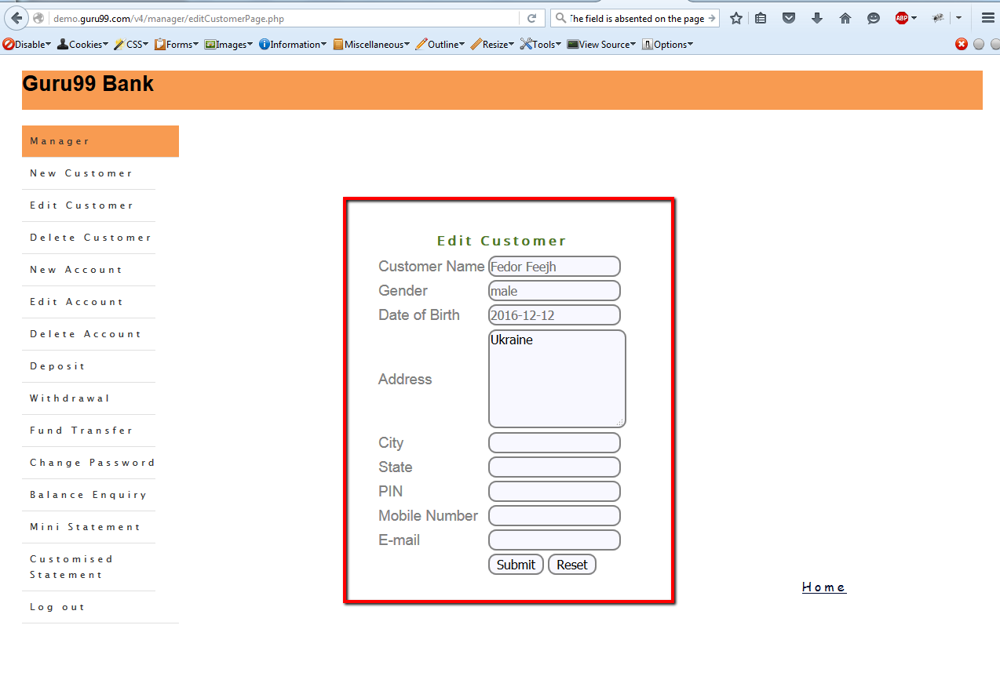 demo.guru99.com/v4/manager/editCustomerPage.php
The field is absented on the page
ABP
Disable Cookies CSS Forms Images Information Miscellaneous Outline Resize Tools View Source Options
Guru99 Bank
Manager
New Customer
Edit Customer
Delete Customer
New Account
Edit Account
Delete Account
Deposit
Withdrawal
Fund Transfer
Change Password
Balance Enquiry
Mini Statement
Customised
Statement
Log out
Edit Customer
Customer Name Fedor Feejh
Gender male
Date of Birth 2016-12-12
Address Ukraine
City
State
PIN
Mobile Number
E-mail
Submit Reset
Home